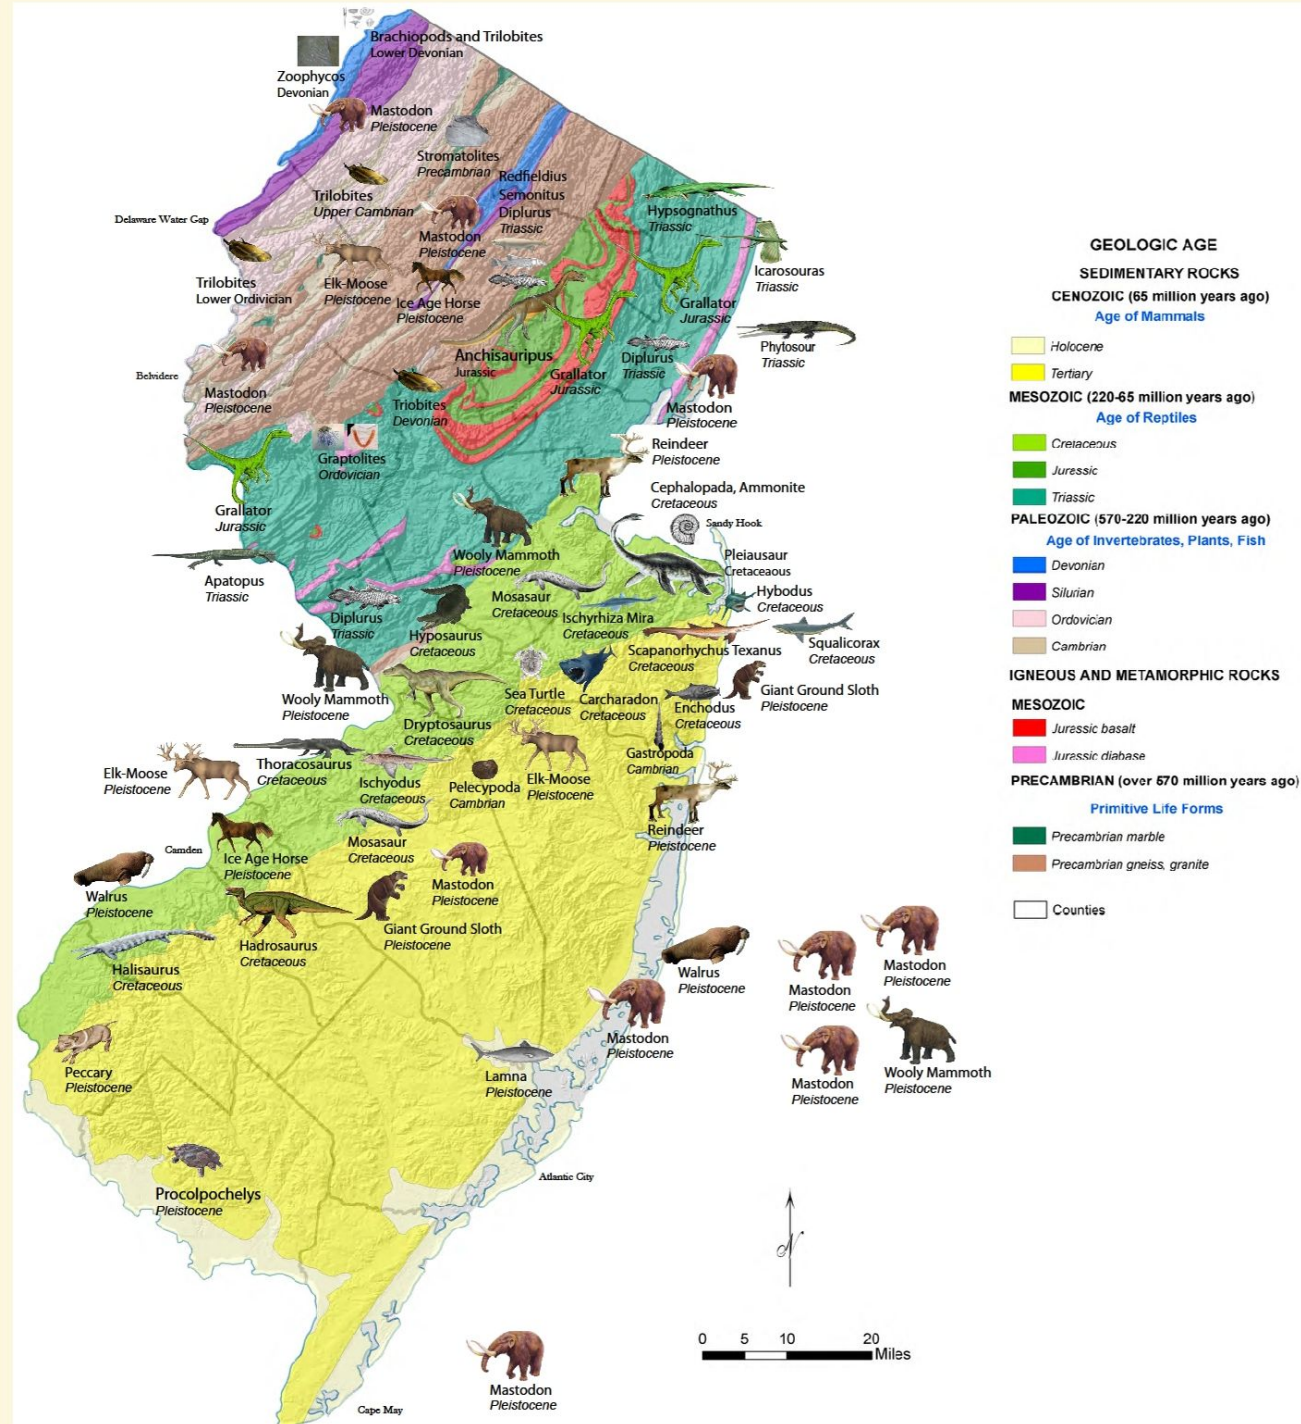 Brachiopods and Trilobites
Lower Devonian
Zoophycos
Devonian
Mastodon
Pleistocene
Stromatolites
Precambrian
Redfieldius
Semonitus
Diplurus
Triassic
Trilobites
Upper Cambrian
Hypsognathus
Triassic
Delaware Water Gap
Mastodon
Pleistocene
Icarosouras
Triassic
Trilobites
Lower Ordivician
Elk-Moose
Pleistocene
Ice Age Horse
Pleistocene
Grallator
Jurassic
Phytosour
Triassic
Anchisauripus
Jurassic
Diplurus
Triassic
Grallator
Jurassic
Belvidere
Mastodon
Pleistocene
Triobites
Devonian
Mastodon
Pleistocene
Reindeer
Pleistocene
Graptolites
Ordovician
Cephalopada, Ammonite
Cretaceous
Grallator
Jurassic
Sandy Hook
Wooly Mammoth
Pleistocene
Pleiausaur
Cretaceaous
Apatopus
Triassic
Mosasaur
Cretaceous
Hybodus
Cretaceous
Diplurus
Triassic
Ischyrhiza Mira
Cretaceous
Hyposaurus
Cretaceous
Scapanorhychus Texanus
Cretaceous
Squalicorax
Cretaceous
Wooly Mammoth
Pleistocene
Sea Turtle
Cretaceous
Carcharadon
Cretaceous
Enchodus
Cretaceous
Giant Ground Sloth
Pleistocene
Dryptosaurus
Cretaceous
Gastropoda
Cambrian
Elk-Moose
Pleistocene
Thoracosaurus
Cretaceous
Ischyodus
Cretaceous
Pelecypoda
Cambrian
Elk-Moose
Pleistocene
Reindeer
Pleistocene
Mosasaur
Cretaceous
Camden
Ice Age Horse
Pleistocene
Mastodon
Pleistocene
Walrus
Pleistocene
Giant Ground Sloth
Pleistocene
Hadrosaurus
Cretaceous
Halisaurus
Cretaceous
Walrus
Pleistocene
Mastodon
Pleistocene
Mastodon
Pleistocene
Mastodon
Pleistocene
Peccary
Pleistocene
Lamna
Pleistocene
Mastodon
Pleistocene
Wooly Mammoth
Pleistocene
Atlantic City
Procolpochelys
Pleistocene
Mastodon
Pleistocene
Cape May
N
0 5 10 20
Miles
GEOLOGIC AGE
SEDIMENTARY ROCKS
CENOZOIC (65 million years ago)
Age of Mammals
Holocene
Tertiary
MESOZOIC (220-65 million years ago)
Age of Reptiles
Cretaceous
Juressic
Triassic
PALEOZOIC (570-220 million years ago)
Age of Invertebrates, Plants, Fish
Devonian
Silurian
Ordovician
Cambrian
IGNEOUS AND METAMORPHIC ROCKS
MESOZOIC
Jurassic basalt
Jurassic diabase
PRECAMBRIAN (over 570 million years ago)
Primitive Life Forms
Precambrian marble
Precambrian gneiss, granite
Counties